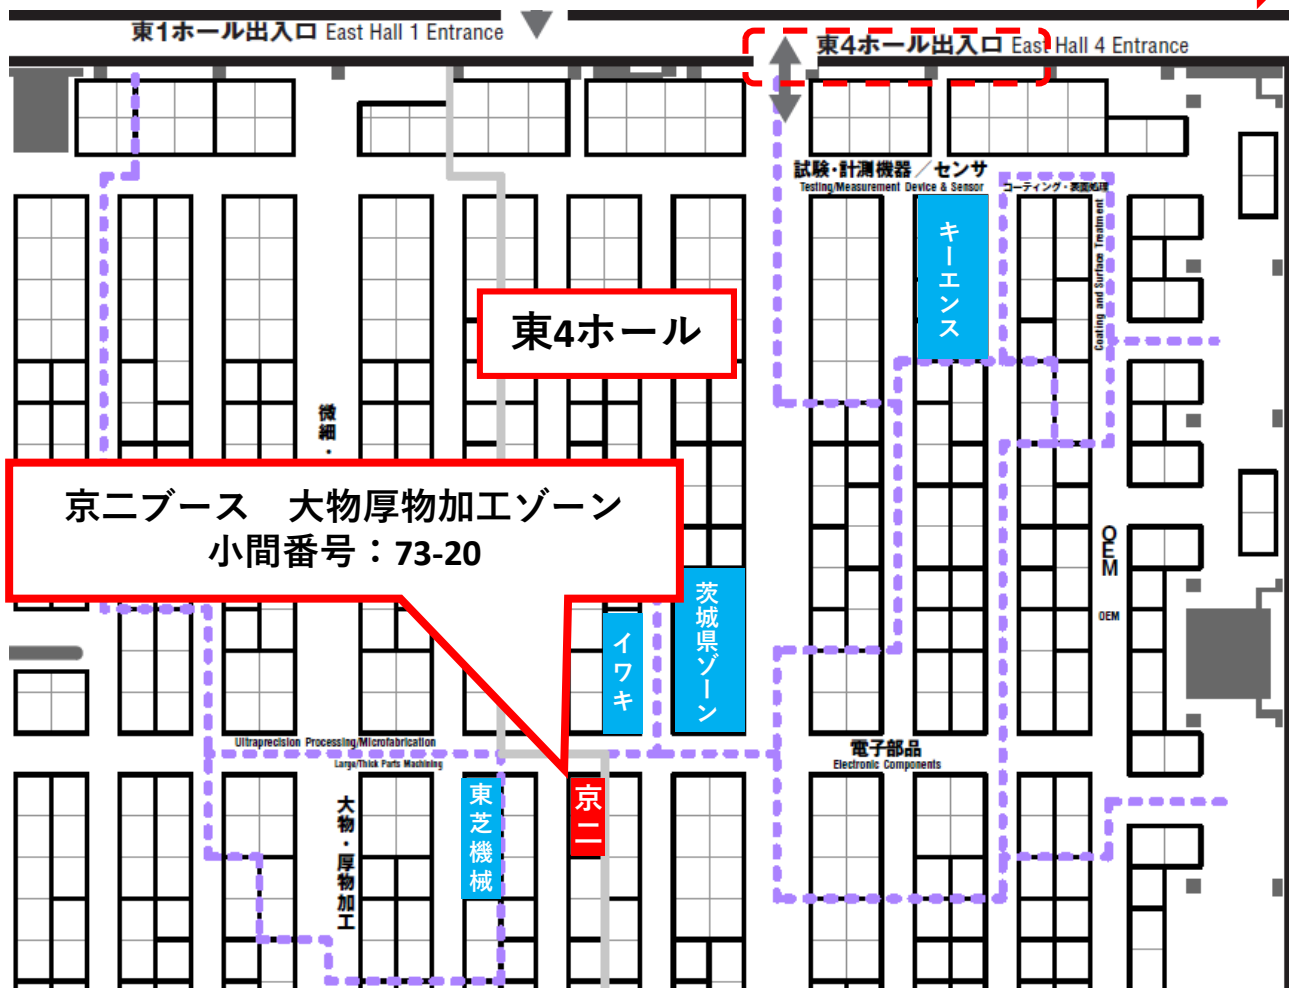 東1ホール出入口 East Hall 1 Entrance
東4ホール出入口 East Hall 4 Entrance
試験・計測機器／センサ
Testing/Measurement Device & Sensor
コーティング・表面処理
Coating and Surface Treatment
キーエンス
東4ホール
微細・
京二ブース　大物厚物加工ゾーン
小間番号：73-20
OEM
OEM
茨城県ゾーン
イワキ
Ultraprecision Processing/Microfabrication
Large/Thick Parts Machining
電子部品
Electronic Components
大物・厚物加工
東芝機械
京二